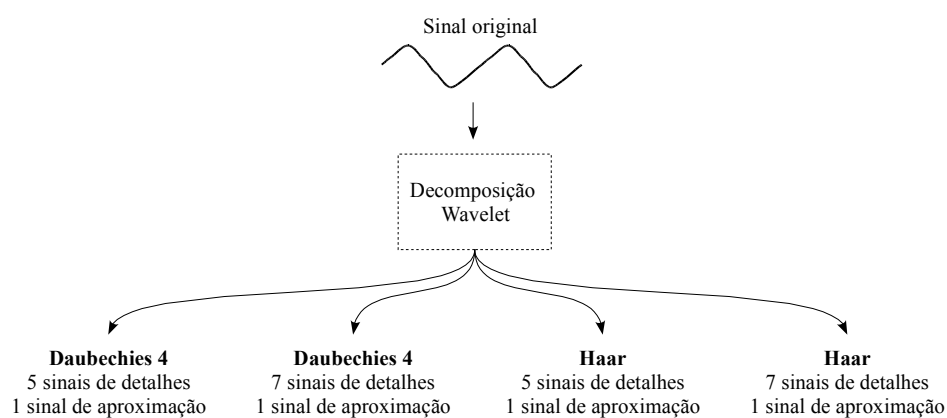 Sinal original
Decomposição
Wavelet
Daubechies 4
5 sinais de detalhes
1 sinal de aproximação
Daubechies 4
7 sinais de detalhes
1 sinal de aproximação
Haar
5 sinais de detalhes
1 sinal de aproximação
Haar
7 sinais de detalhes
1 sinal de aproximação